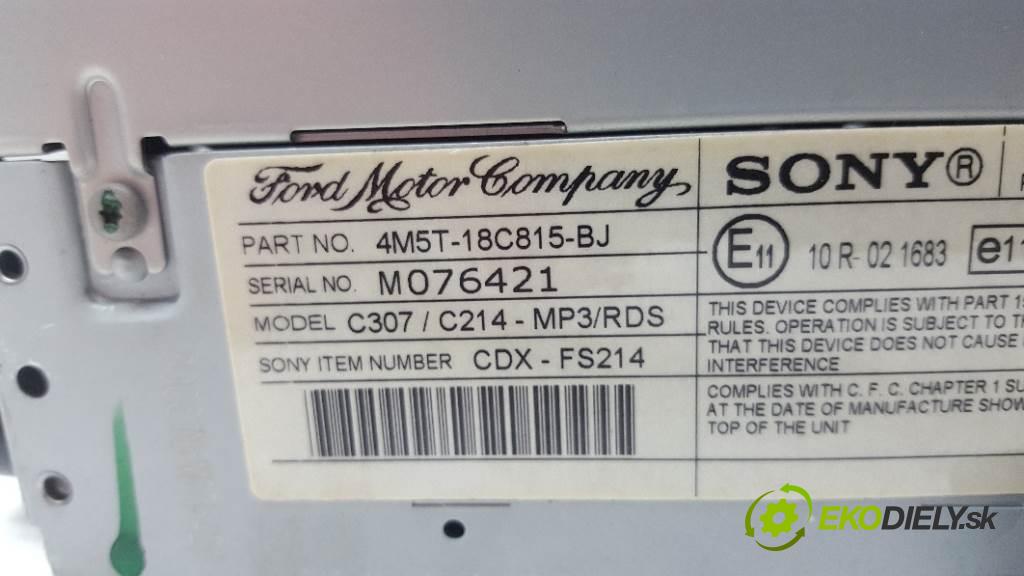 Ford Motor Company
SONY®
PART NO. 4M5T-18C815-BJ
SERIAL NO. M076421
MODEL C307 / C214 - MP3/RDS
SONY ITEM NUMBER CDX - FS214
E11 10 R- 02 1683 e11
THIS DEVICE COMPLIES WITH PART 15
RULES. OPERATION IS SUBJECT TO
THAT THIS DEVICE DOES NOT CAUSE
INTERFERENCE
COMPLIES WITH C. F. C. CHAPTER 1
AT THE DATE OF MANUFACTURE
TOP OF THE UNIT
EKODIELY.sk